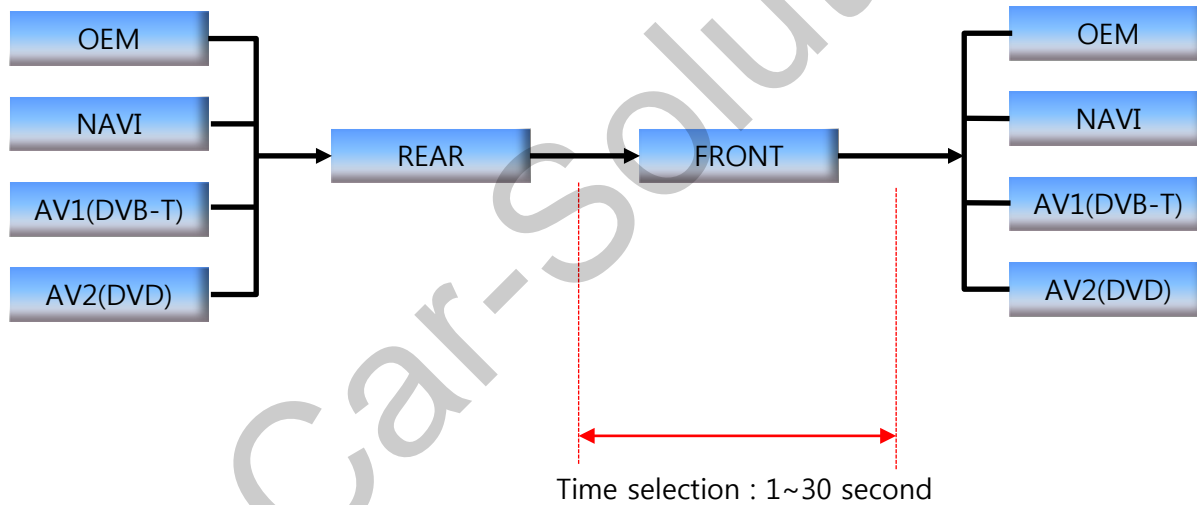 OEM
NAVI
AV1(DVB-T)
AV2(DVD)
REAR
FRONT
OEM
NAVI
AV1(DVB-T)
AV2(DVD)
Time selection : 1~30 second
Car-Solut